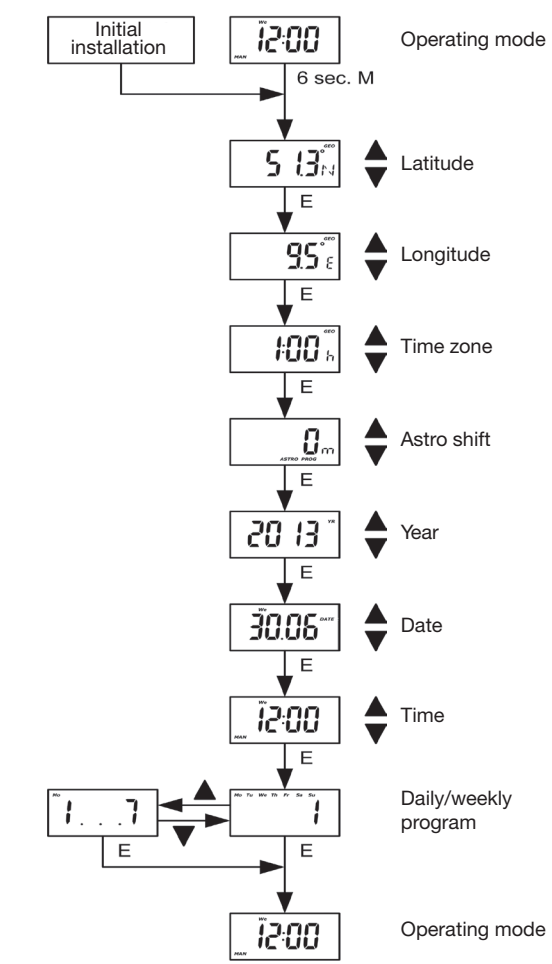 Initial
installation
We
12:00
MAN
Operating mode
6 sec. M
GEO
51.3° N
Latitude
E
GEO
9.5° E
Longitude
E
GEO
1:00 h
Time zone
E
0m
ASTRO PROG
Astro shift
E
YR
2013
Year
E
We
30.06 DATE
Date
E
We
12:00
MAN
Time
E
Mo
1...7
Mo Tu We Th Fr Sa Su
1
Daily/weekly
program
E
E
We
12:00
MAN
Operating mode